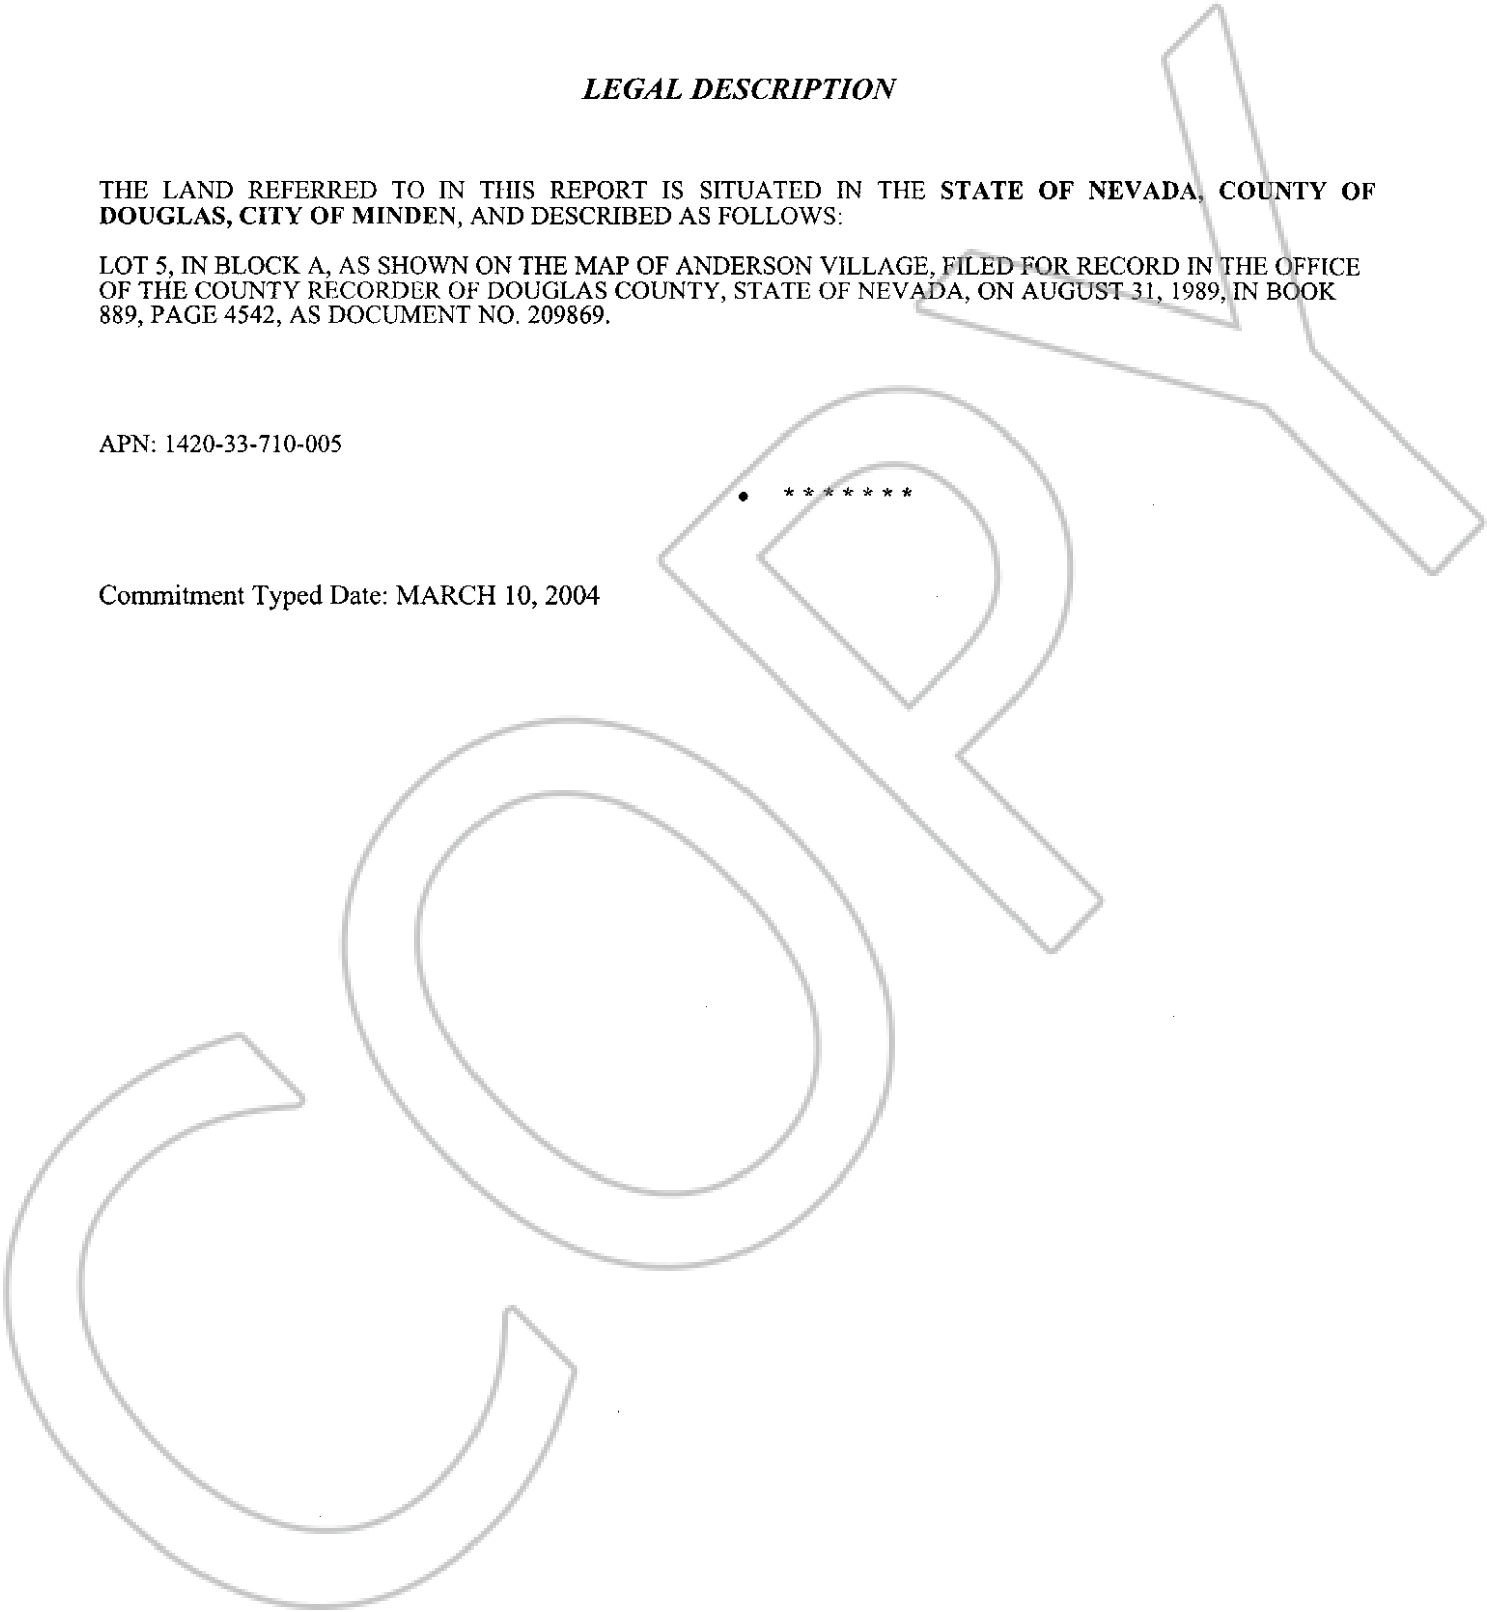 LEGAL DESCRIPTION
THE LAND REFERRED TO IN THIS REPORT IS SITUATED IN THE STATE OF NEVADA, COUNTY OF
DOUGLAS, CITY OF MINDEN, AND DESCRIBED AS FOLLOWS:
LOT 5, IN BLOCK A, AS SHOWN ON THE MAP OF ANDERSON VILLAGE, FILED FOR RECORD IN THE OFFICE
OF THE COUNTY RECORDER OF DOUGLAS COUNTY, STATE OF NEVADA, ON AUGUST 31, 1989, IN BOOK
889, PAGE 4542, AS DOCUMENT NO. 209869.
APN: 1420-33-710-005
• * * * * * * *
Commitment Typed Date: MARCH 10, 2004
COPY